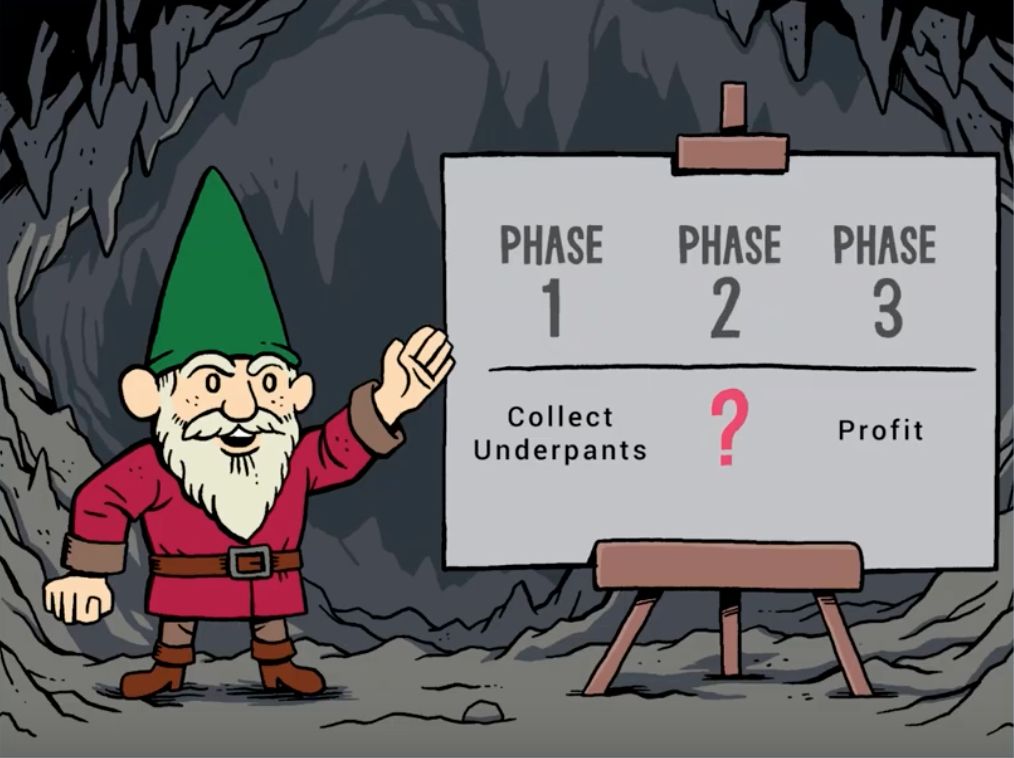 PHASE 1
PHASE 2
PHASE 3
Collect
Underpants
?
Profit